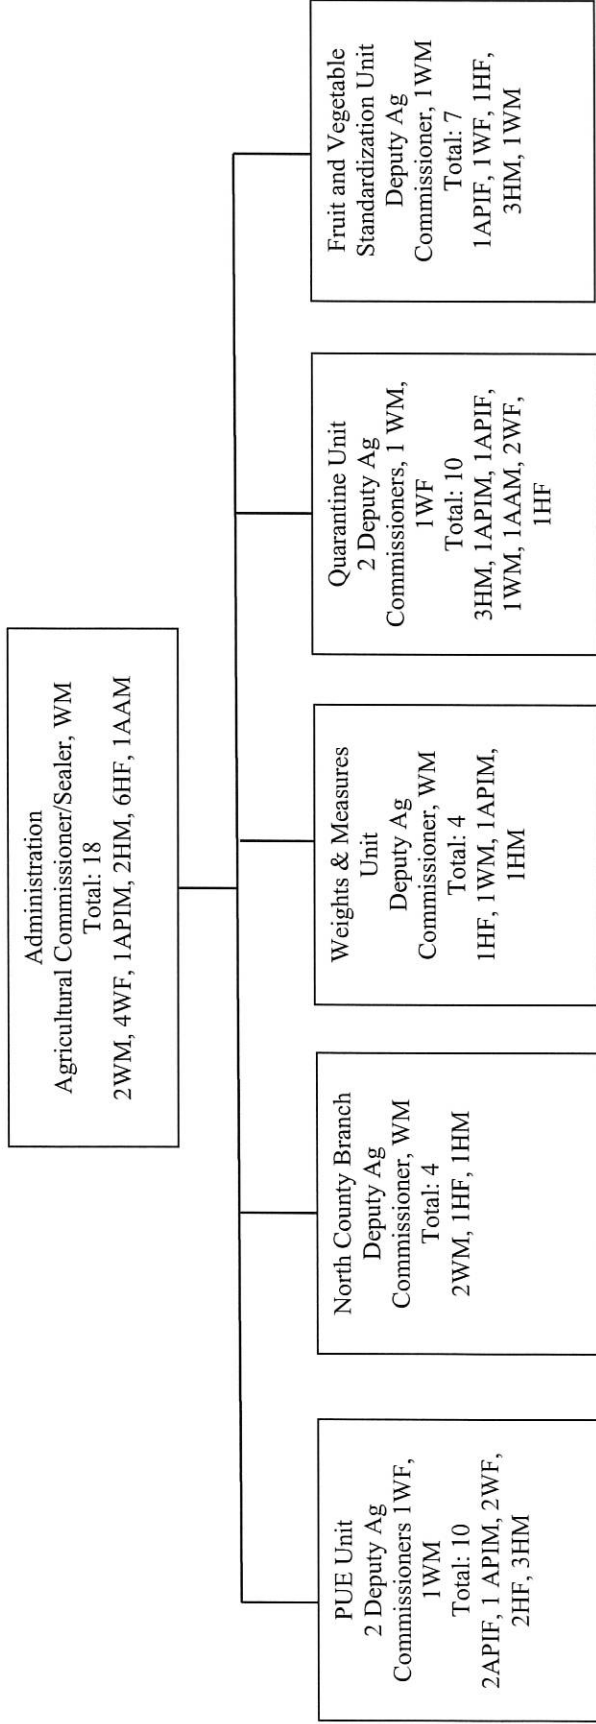 Administration
Agricultural Commissioner/Sealer, WM
Total: 18
2WM, 4WF, 1APIM, 2HM, 6HF, 1AAM
PUE Unit
2 Deputy Ag
Commissioners 1WF,
1WM
Total: 10
2APIF, 1 APIM, 2WF,
2HF, 3HM
North County Branch
Deputy Ag
Commissioner, WM
Total: 4
2WM, 1HF, 1HM
Weights & Measures
Unit
Deputy Ag
Commissioner, WM
Total: 4
1HF, 1WM, 1APIM,
1HM
Quarantine Unit
2 Deputy Ag
Commissioners, 1 WM,
1WF
Total: 10
3HM, 1APIM, 1APIF,
1WM, 1AAM, 2WF,
1HF
Fruit and Vegetable
Standardization Unit
Deputy Ag
Commissioner, 1WM
Total: 7
1APIF, 1WF, 1HF,
3HM, 1WM